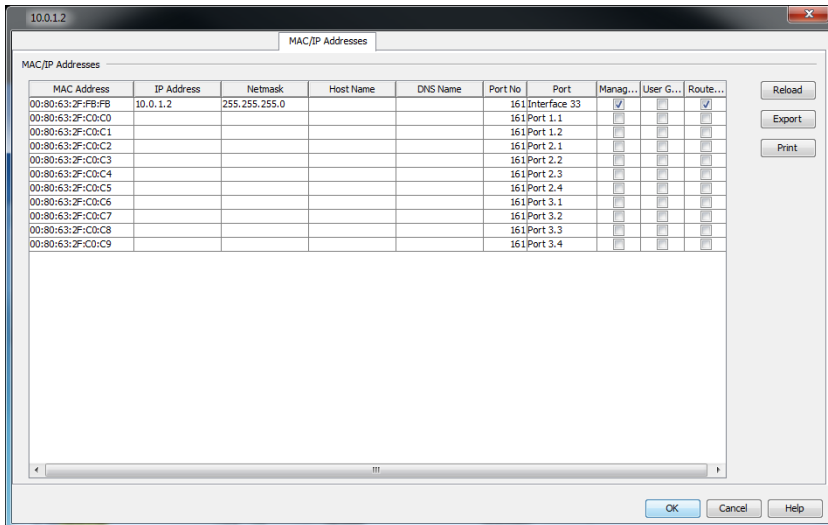 10.0.1.2
MAC/IP Addresses
MAC/IP Addresses
MAC Address IP Address Netmask Host Name DNS Name Port No Port Manag... User G... Route...
00:80:63:2F:FB:FB 10.0.1.2 255.255.255.0 161 Interface 33
00:80:63:2F:C0:C0 161 Port 1.1
00:80:63:2F:C0:C1 161 Port 1.2
00:80:63:2F:C0:C2 161 Port 2.1
00:80:63:2F:C0:C3 161 Port 2.2
00:80:63:2F:C0:C4 161 Port 2.3
00:80:63:2F:C0:C5 161 Port 2.4
00:80:63:2F:C0:C6 161 Port 3.1
00:80:63:2F:C0:C7 161 Port 3.2
00:80:63:2F:C0:C8 161 Port 3.3
00:80:63:2F:C0:C9 161 Port 3.4
Reload
Export
Print
OK Cancel Help